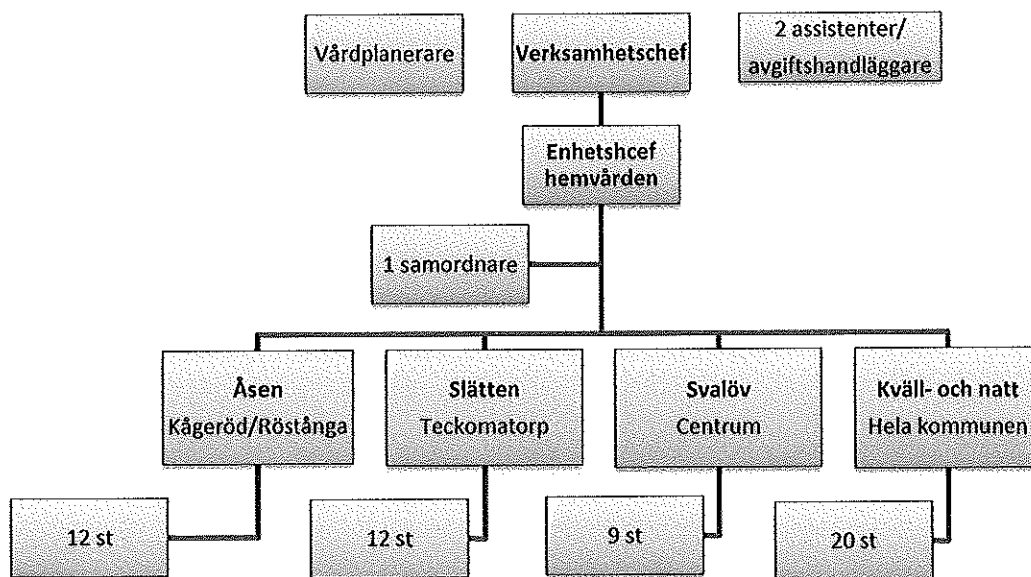 Vårdplanerare
Verksamhetschef
2 assistenter/
avgiftshandläggare
Enhetshcef
hemvården
1 samordnare
Åsen
Kågeröd/Röstånga
Slätten
Teckomatorp
Svalöv
Centrum
Kväll- och natt
Hela kommunen
12 st
12 st
9 st
20 st